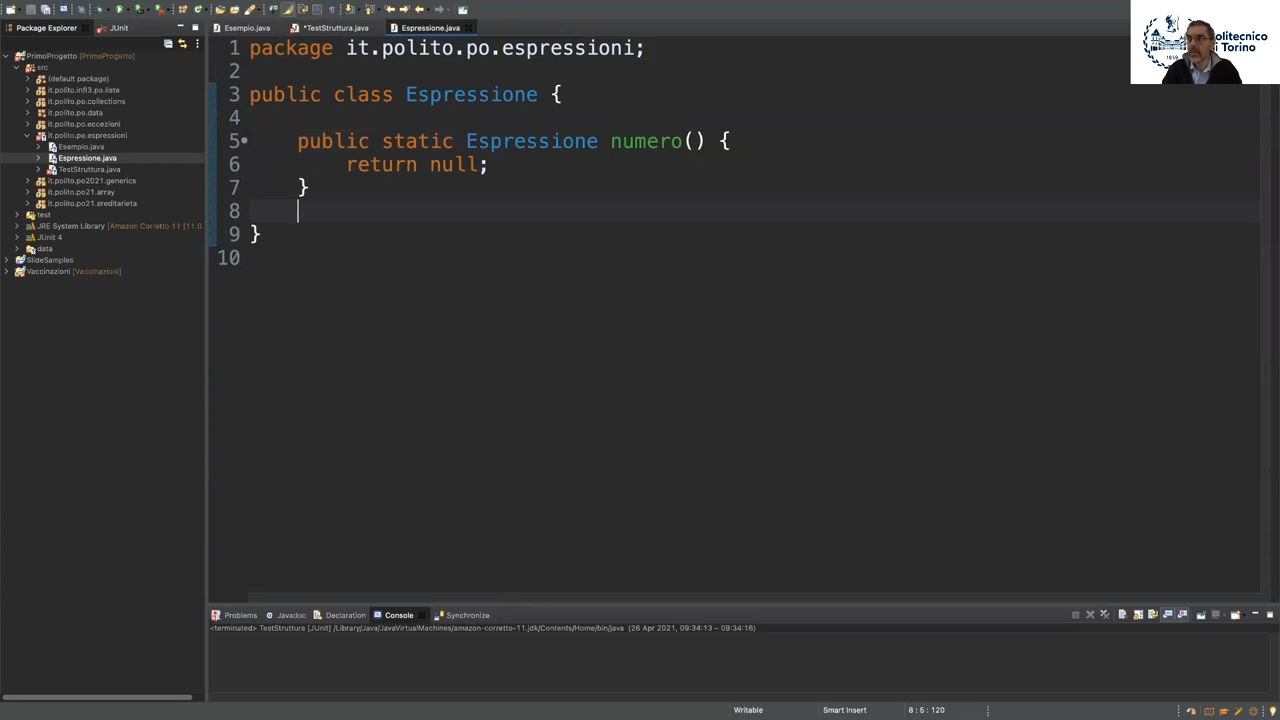 Package Explorer
JUnit
PrimoProgetto [PrimoProgetto]
src
(default package)
it.polito.infl3.po.liste
it.polito.po.collections
it.polito.po.data
it.polito.po.eccezioni
it.polito.po.espressioni
Esempio.java
Espressione.java
TestStruttura.java
it.polito.po2021.generics
it.polito.po21.array
it.polito.po21.ereditarieta
test
JRE System Library [Amazon Corretto 11 [11.0.
JUnit 4
data
SlideSamples
Vaccinazioni [Vaccinazioni]
Esempio.java
*TestStruttura.java
Espressione.java
1 package it.polito.po.espressioni;
2
3 public class Espressione {
4
5 public static Espressione numero() {
6 return null;
7 }
8
9 }
10
Politecnico
di Torino
1859
Problems
Javadoc
Declaration
Console
Synchronize
<terminated> TestStruttura [JUnit] /Library/Java/JavaVirtualMachines/amazon-corretto-11.jdk/Contents/Home/bin/java (26 Apr 2021, 09:34:13 – 09:34:16)
Writable
Smart Insert
8 : 5 : 120